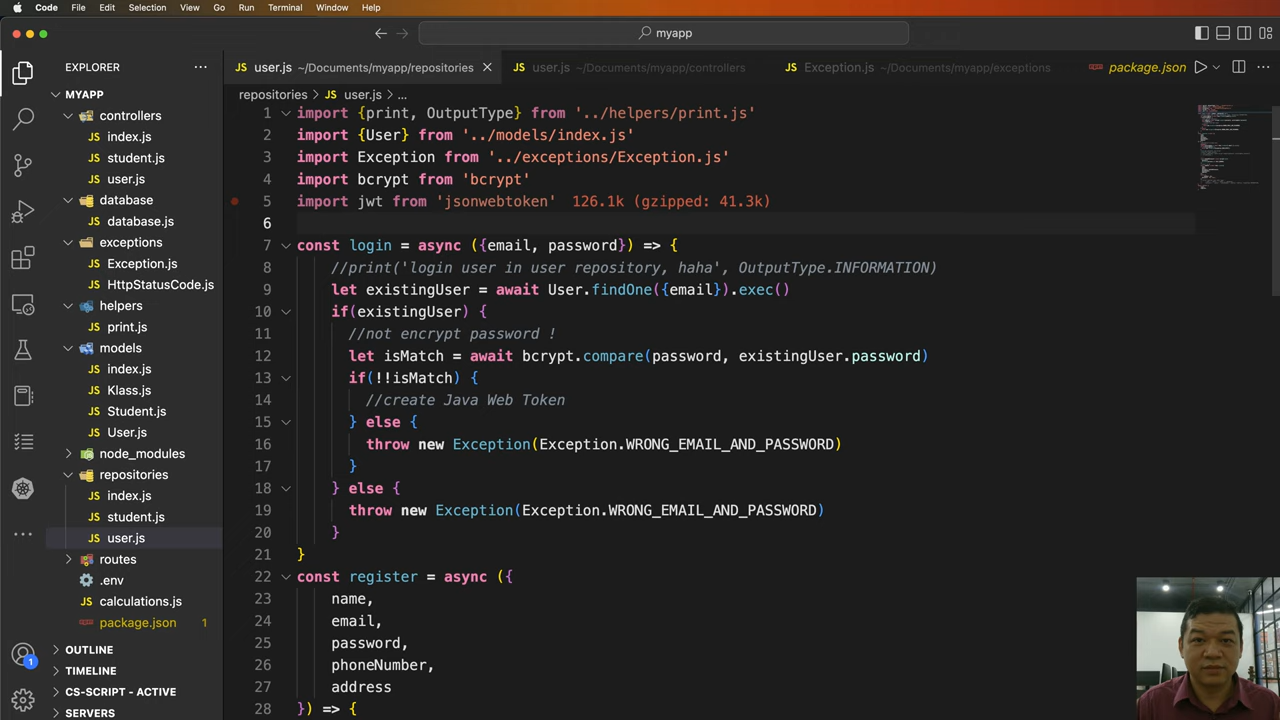 Code File Edit Selection View Go Run Terminal Window Help
myapp
EXPLORER
MYAPP
controllers
index.js
student.js
user.js
database
database.js
exceptions
Exception.js
HttpStatusCode.js
helpers
print.js
models
index.js
Klass.js
Student.js
User.js
node_modules
repositories
index.js
student.js
user.js
routes
.env
calculations.js
package.json 1
OUTLINE
TIMELINE
CS-SCRIPT - ACTIVE
SERVERS
1
JS user.js ~/Documents/myapp/repositories JS user.js ~/Documents/myapp/controllers JS Exception.js ~/Documents/myapp/exceptions package.json
repositories > JS user.js > ...
1 import {print, OutputType} from '../helpers/print.js'
2 import {User} from '../models/index.js'
3 import Exception from '../exceptions/Exception.js'
4 import bcrypt from 'bcrypt'
5 import jwt from 'jsonwebtoken' 126.1k (gzipped: 41.3k)
6
7 const login = async ({email, password}) => {
8 //print('login user in user repository, haha', OutputType.INFORMATION)
9 let existingUser = await User.findOne({email}).exec()
10 if(existingUser) {
11 //not encrypt password !
12 let isMatch = await bcrypt.compare(password, existingUser.password)
13 if(!!isMatch) {
14 //create Java Web Token
15 } else {
16 throw new Exception(Exception.WRONG_EMAIL_AND_PASSWORD)
17 }
18 } else {
19 throw new Exception(Exception.WRONG_EMAIL_AND_PASSWORD)
20 }
21 }
22 const register = async ({
23 name,
24 email,
25 password,
26 phoneNumber,
27 address
28 }) => {